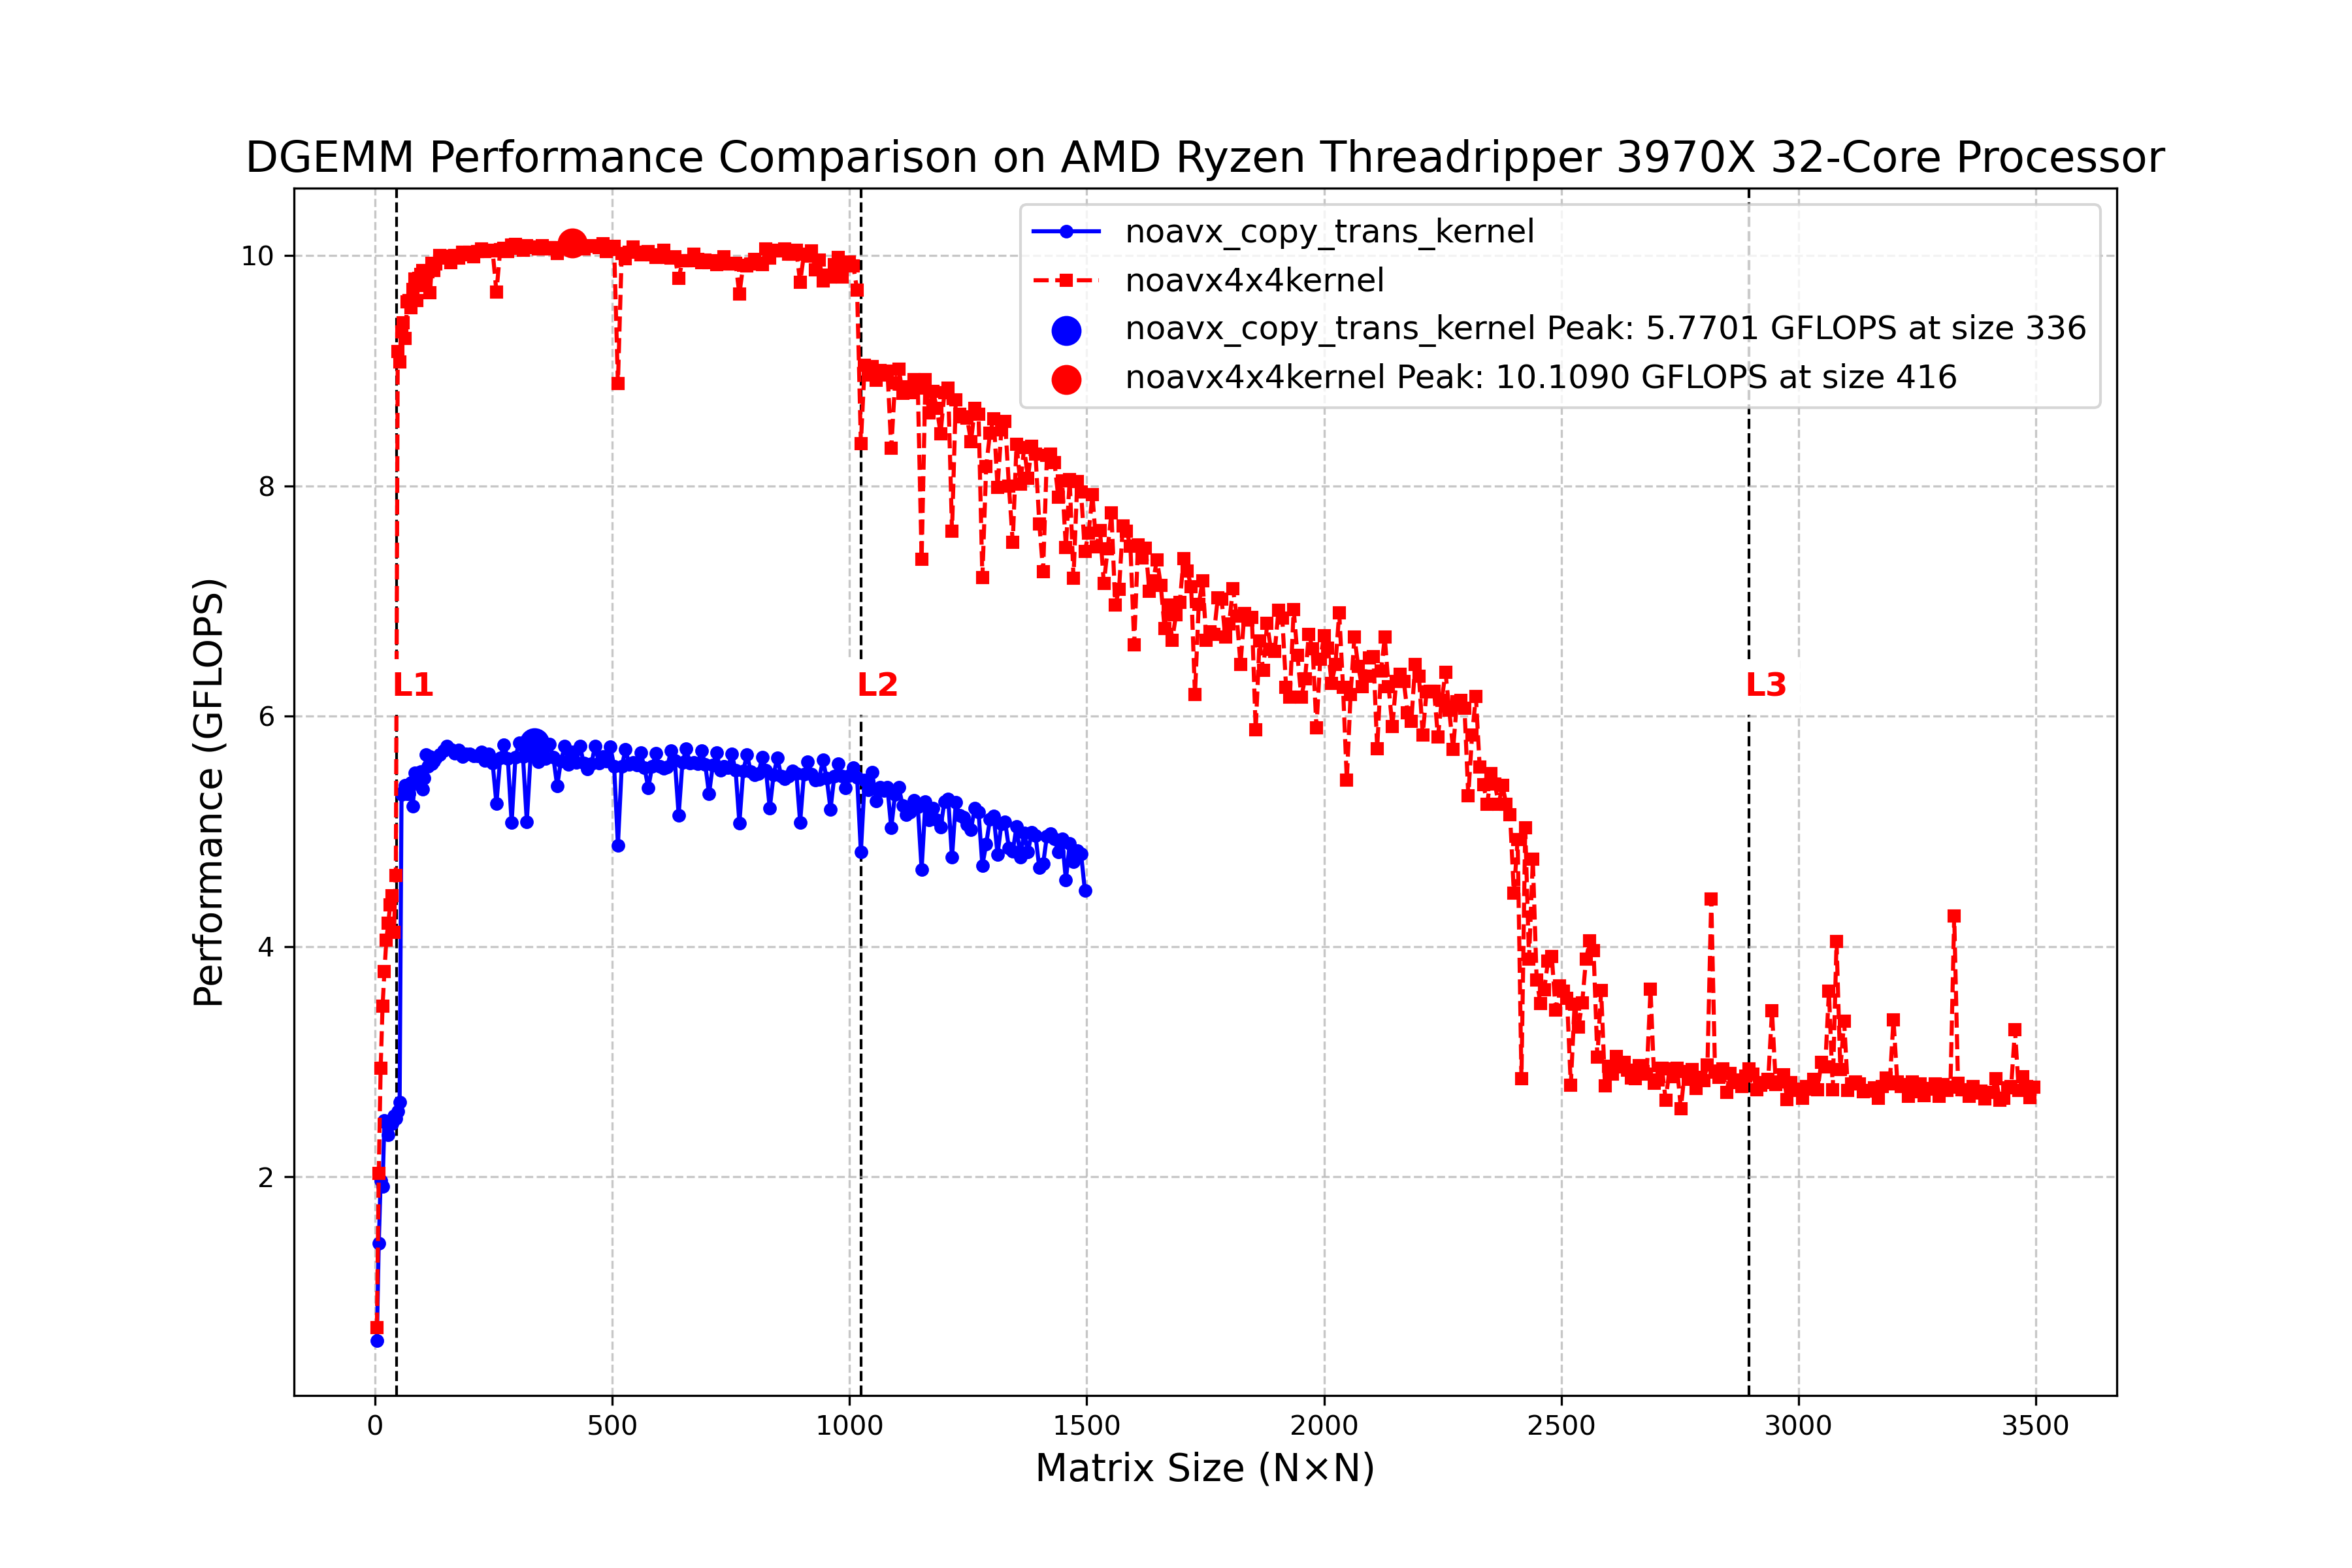 DGEMM Performance Comparison on AMD Ryzen Threadripper 3970X 32-Core Processor
noavx_copy_trans_kernel
noavx4x4kernel
noavx_copy_trans_kernel Peak: 5.7701 GFLOPS at size 336
noavx4x4kernel Peak: 10.1090 GFLOPS at size 416
Performance (GFLOPS)
10
8
6
4
2
L1
L2
L3
0
500
1000
1500
2000
2500
3000
3500
Matrix Size (N×N)